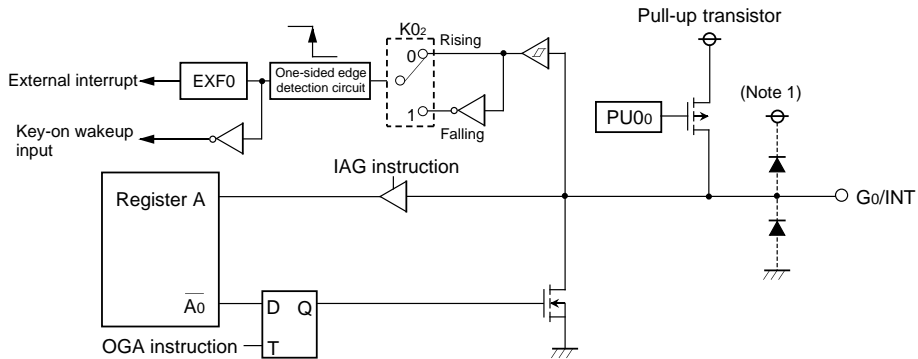 Pull-up transistor
K02
0
Rising
External interrupt
EXF0
One-sided edge
detection circuit
(Note 1)
PU00
1
Falling
Key-on wakeup
input
IAG instruction
Register A
G0/INT
A0
D
Q
T
OGA instruction